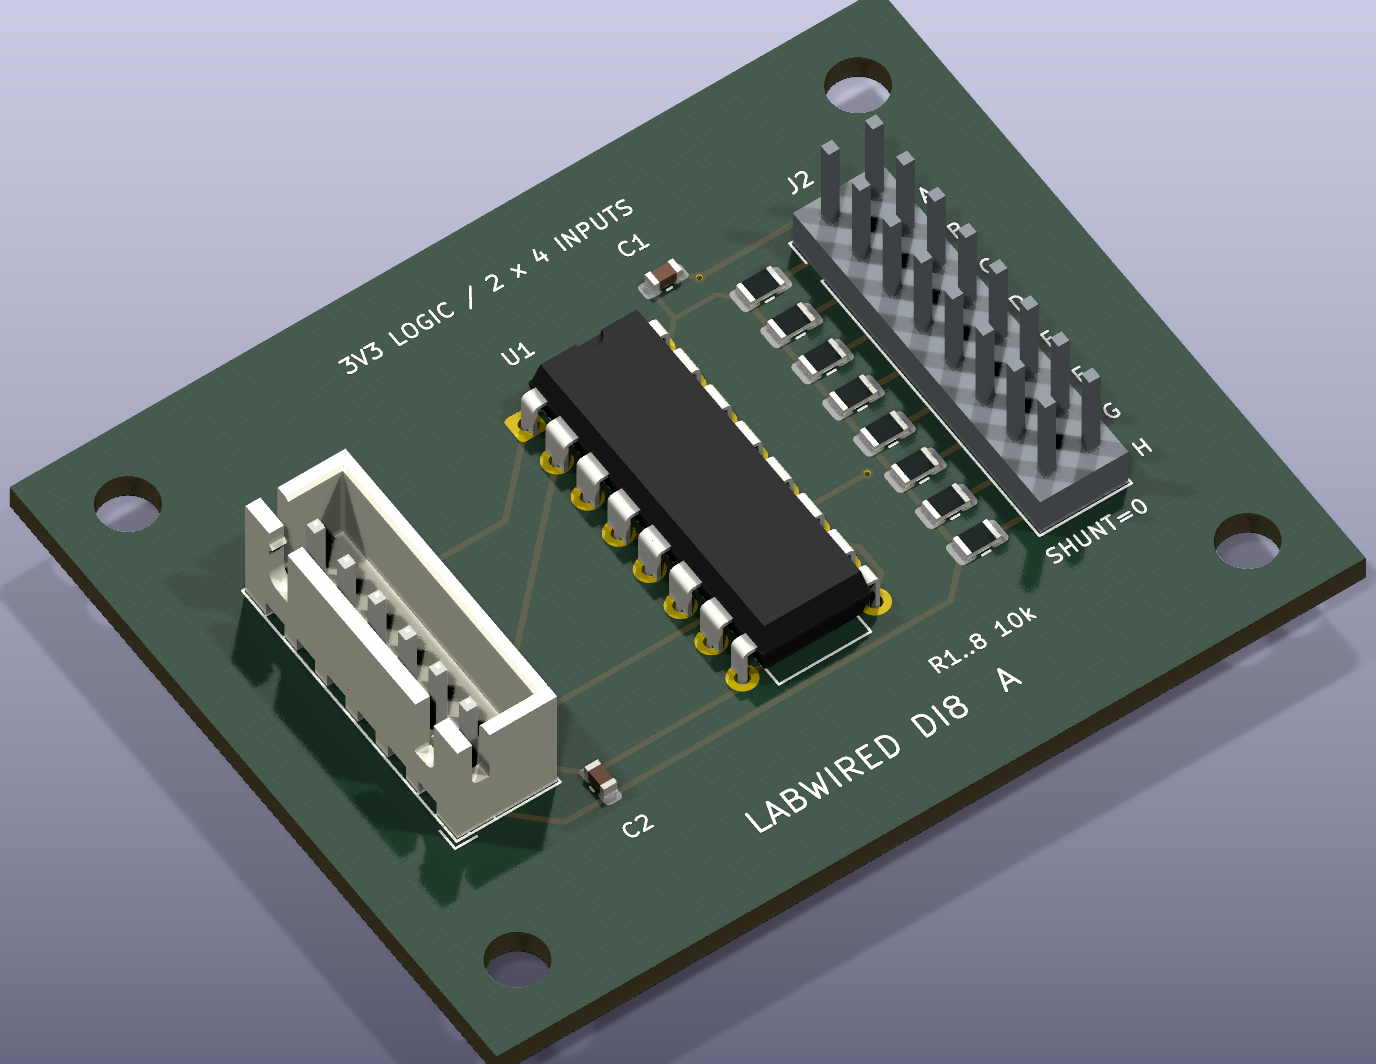 3V3 LOGIC / 2 x 4 INPUTS
C1
J2
U1
A
C
D
G
H
SHUNT=0
R1..8 10k
LABWIRED DI8 A
C2